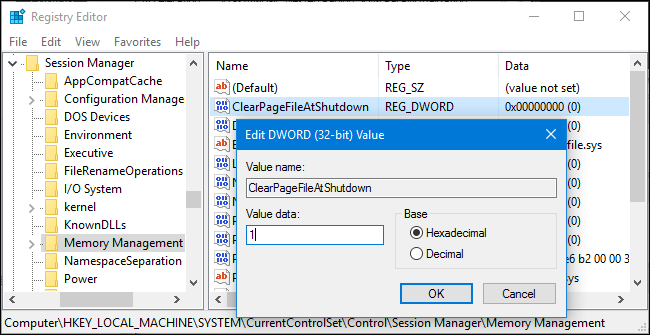 Registry Editor
File Edit View Favorites Help
Session Manager
AppCompatCache
Configuration Manage
DOS Devices
Environment
Executive
FileRenameOperations
I/O System
kernel
KnownDLLs
Memory Management
NamespaceSeparation
Power
Name Type Data
ab (Default) REG_SZ (value not set)
ClearPageFileAtShutdown REG_DWORD 0x00000000 (0)
Edit DWORD (32-bit) Value
Value name:
ClearPageFileAtShutdown
Value data:
1
Base
Hexadecimal
Decimal
OK Cancel
(0)
file.sys
(0)
(0)
(0)
(0)
(0)
e6 b2 00 00 3
(0)
Computer\HKEY_LOCAL_MACHINE\SYSTEM\CurrentControlSet\Control\Session Manager\Memory Management